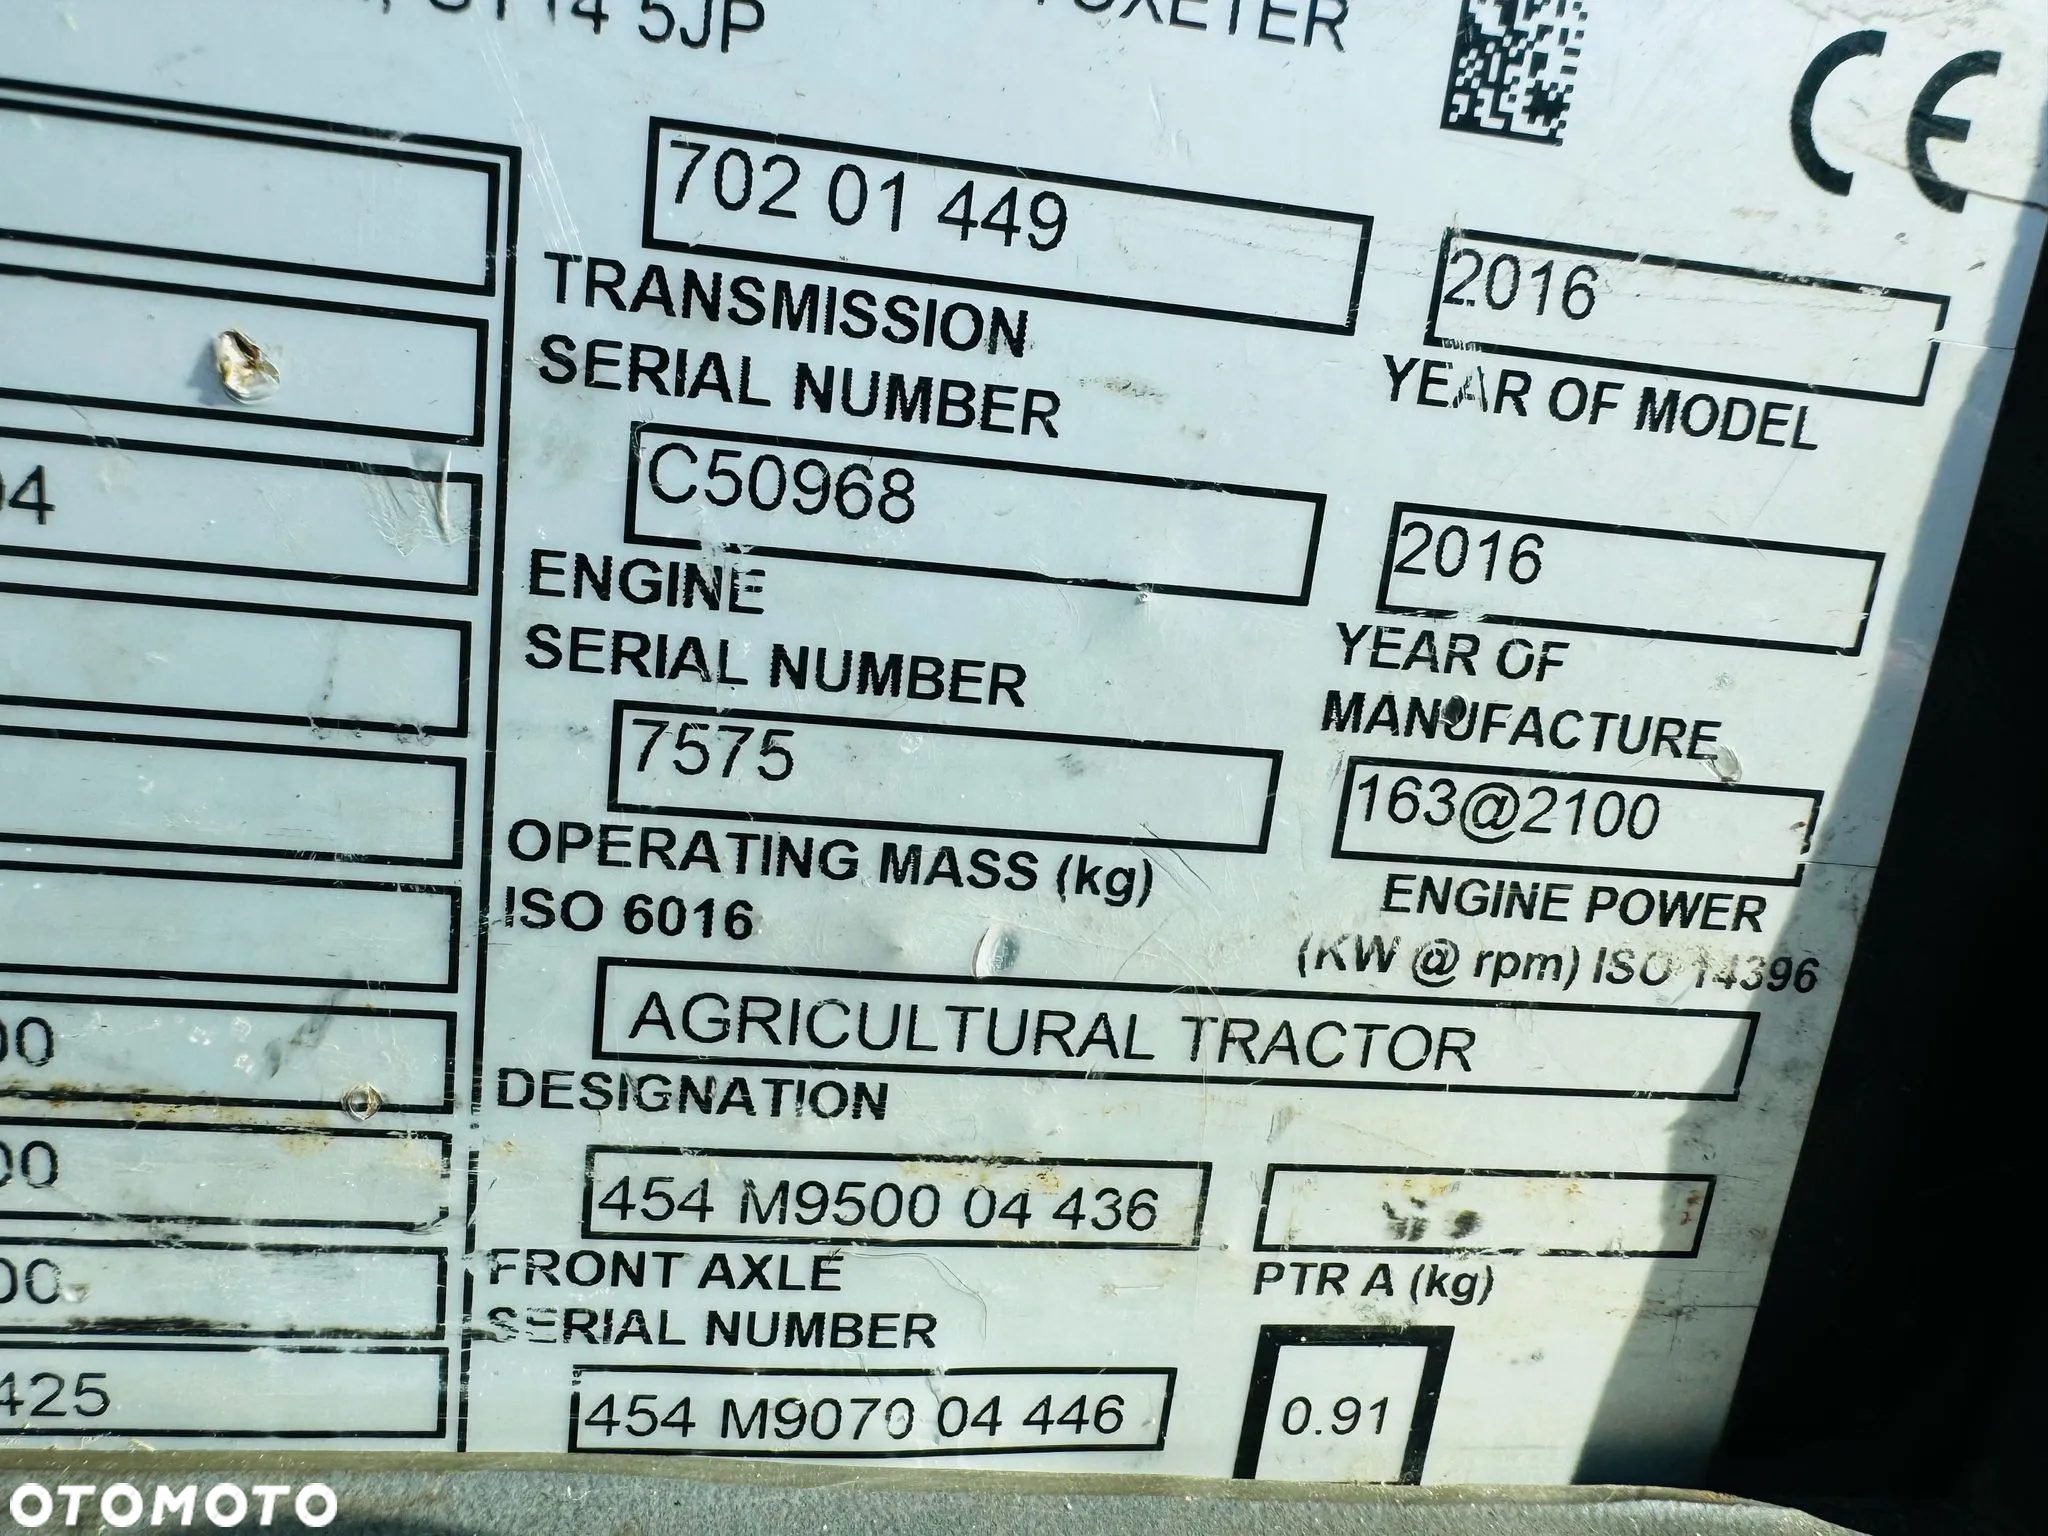 ST14 5JP
CE
702 01 449
2016
TRANSMISSION
SERIAL NUMBER
YEAR OF MODEL
04
C50968
2016
ENGINE
SERIAL NUMBER
YEAR OF
MANUFACTURE
7575
163@2100
OPERATING MASS (kg)
ISO 6016
ENGINE POWER
(KW @ rpm) ISO 14396
00
AGRICULTURAL TRACTOR
DESIGNATION
00
454 M9500 04 436
FRONT AXLE
SERIAL NUMBER
PTR A (kg)
00
425
454 M9070 04 446
0.91
OTOMOTO